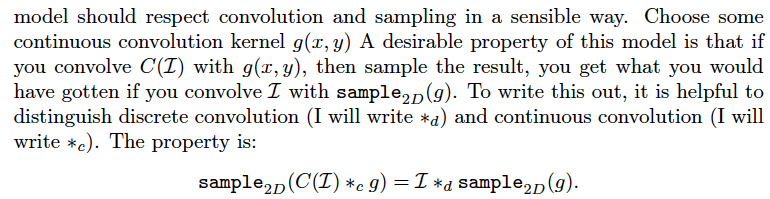 model should respect convolution and sampling in a sensible way. Choose some
continuous convolution kernel g(x, y) A desirable property of this model is that if
you convolve C(ℐ) with g(x, y), then sample the result, you get what you would
have gotten if you convolve ℐ with sample₂D(g). To write this out, it is helpful to
distinguish discrete convolution (I will write *d) and continuous convolution (I will
write *c). The property is:
sample₂D(C(ℐ) *c g) = ℐ *d sample₂D(g).